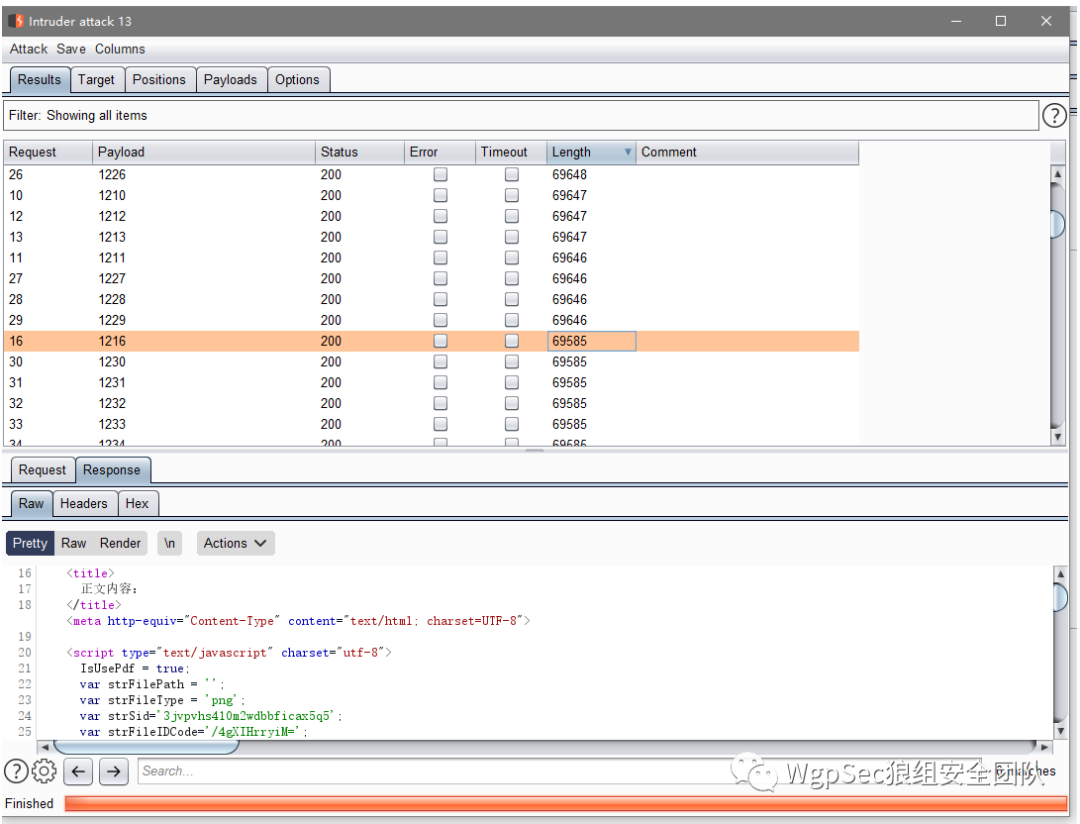 Intruder attack 13
Attack Save Columns
Results Target Positions Payloads Options
Filter: Showing all items ?
Request Payload Status Error Timeout Length Comment
26 1226 200 69648
10 1210 200 69647
12 1212 200 69647
13 1213 200 69647
11 1211 200 69646
27 1227 200 69646
28 1228 200 69646
29 1229 200 69646
16 1216 200 69585
30 1230 200 69585
31 1231 200 69585
32 1232 200 69585
33 1233 200 69585
34 1234 200 69585
Request Response
Raw Headers Hex
Pretty Raw Render \n Actions
16 <title>
17 正文内容:
18 </title>
<meta http-equiv="Content-Type" content="text/html; charset=UTF-8">
19
20 <script type="text/javascript" charset="utf-8">
21 IsUsePdf = true;
22 var strFilePath = '';
23 var strFileType = 'png';
24 var strSid='3jvpvhs410m2wdbbficax5q5';
25 var strFileIDCode='/4gXIHrryiM=';
? Search... matches
WgpSec狼组安全团队
Finished